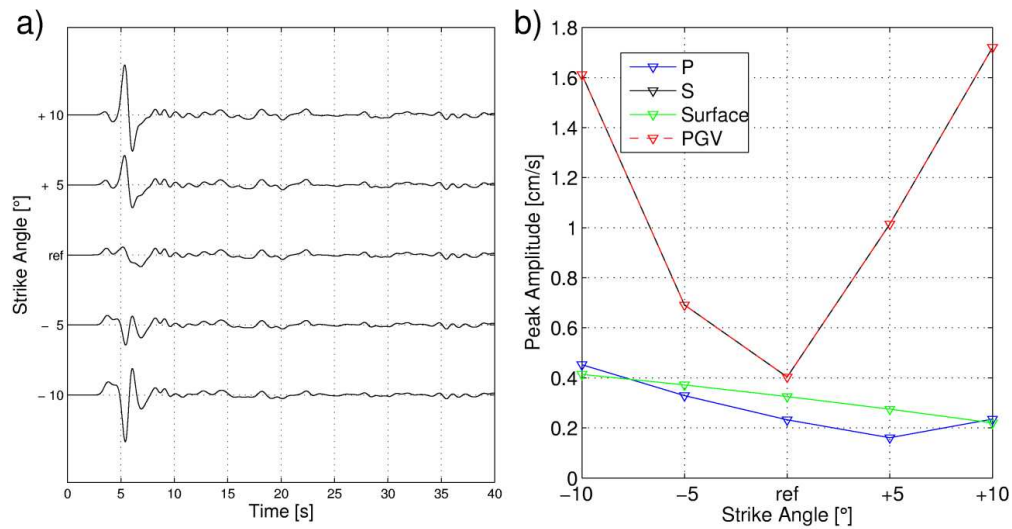 a)
Strike Angle [°]
+ 10
+ 5
ref
− 5
− 10
0 5 10 15 20 25 30 35 40
Time [s]
b)
Peak Amplitude [cm/s]
1.8
1.6
1.4
1.2
1
0.8
0.6
0.4
0.2
0
P
S
Surface
PGV
−10 −5 ref +5 +10
Strike Angle [°]